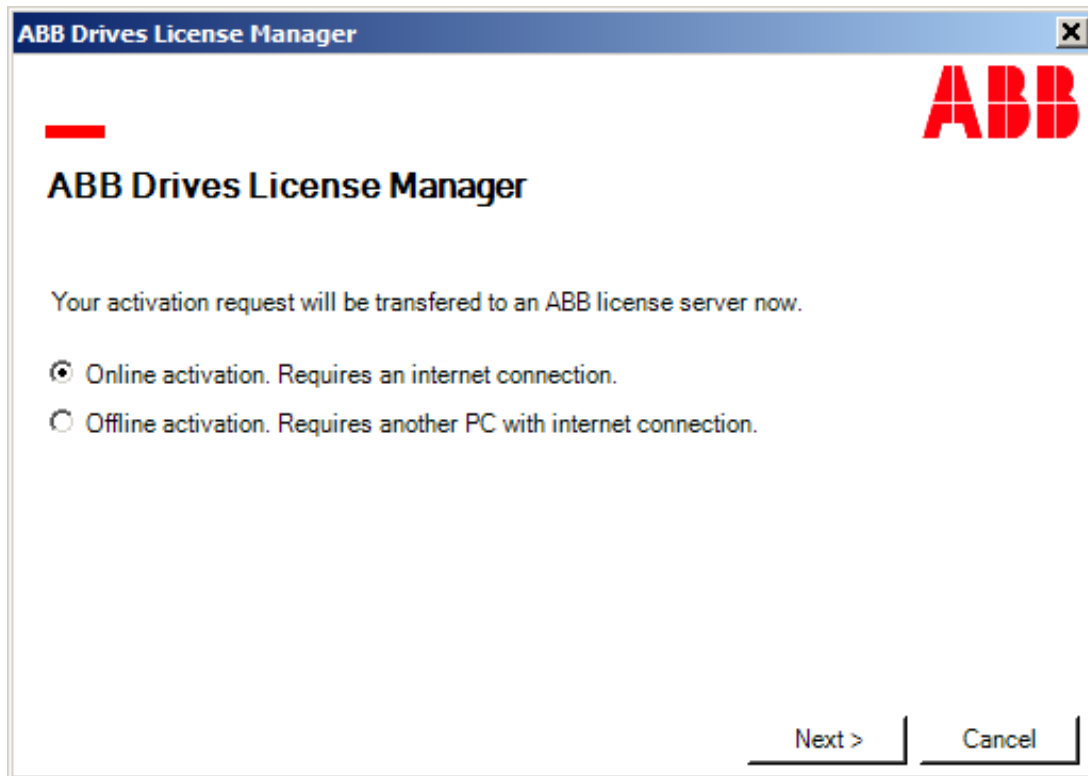 ABB Drives License Manager
ABB
ABB Drives License Manager
Your activation request will be transfered to an ABB license server now.
Online activation. Requires an internet connection.
Offline activation. Requires another PC with internet connection.
Next > Cancel